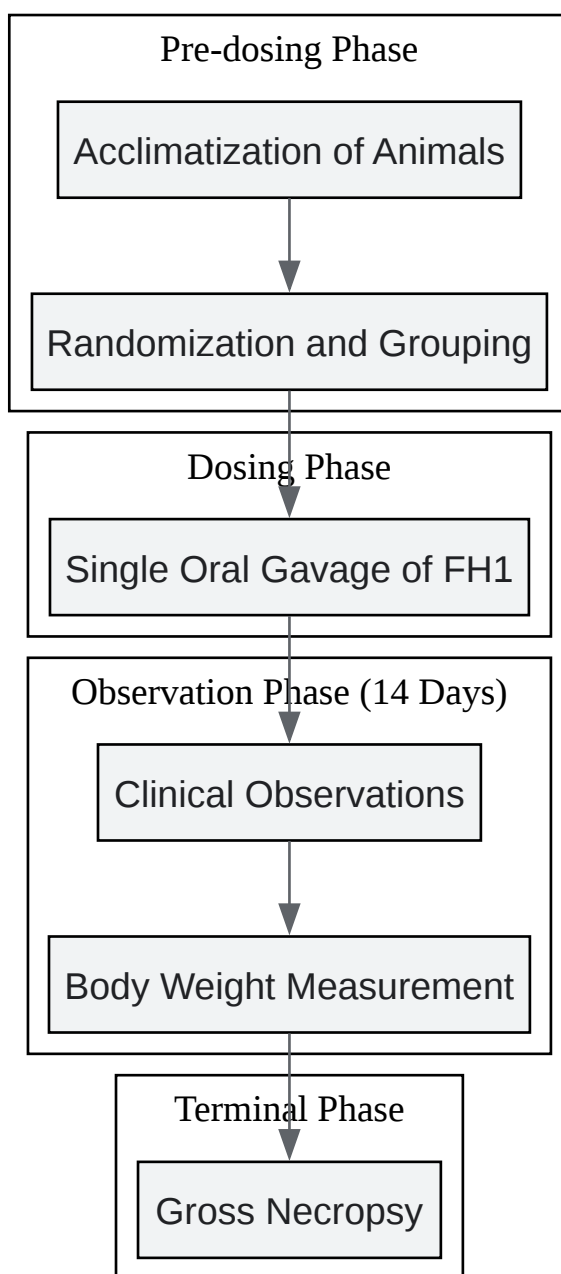 Pre-dosing Phase
Acclimatization of Animals
Randomization and Grouping
Dosing Phase
Single Oral Gavage of FH1
Observation Phase (14 Days)
Clinical Observations
Body Weight Measurement
Terminal Phase
Gross Necropsy